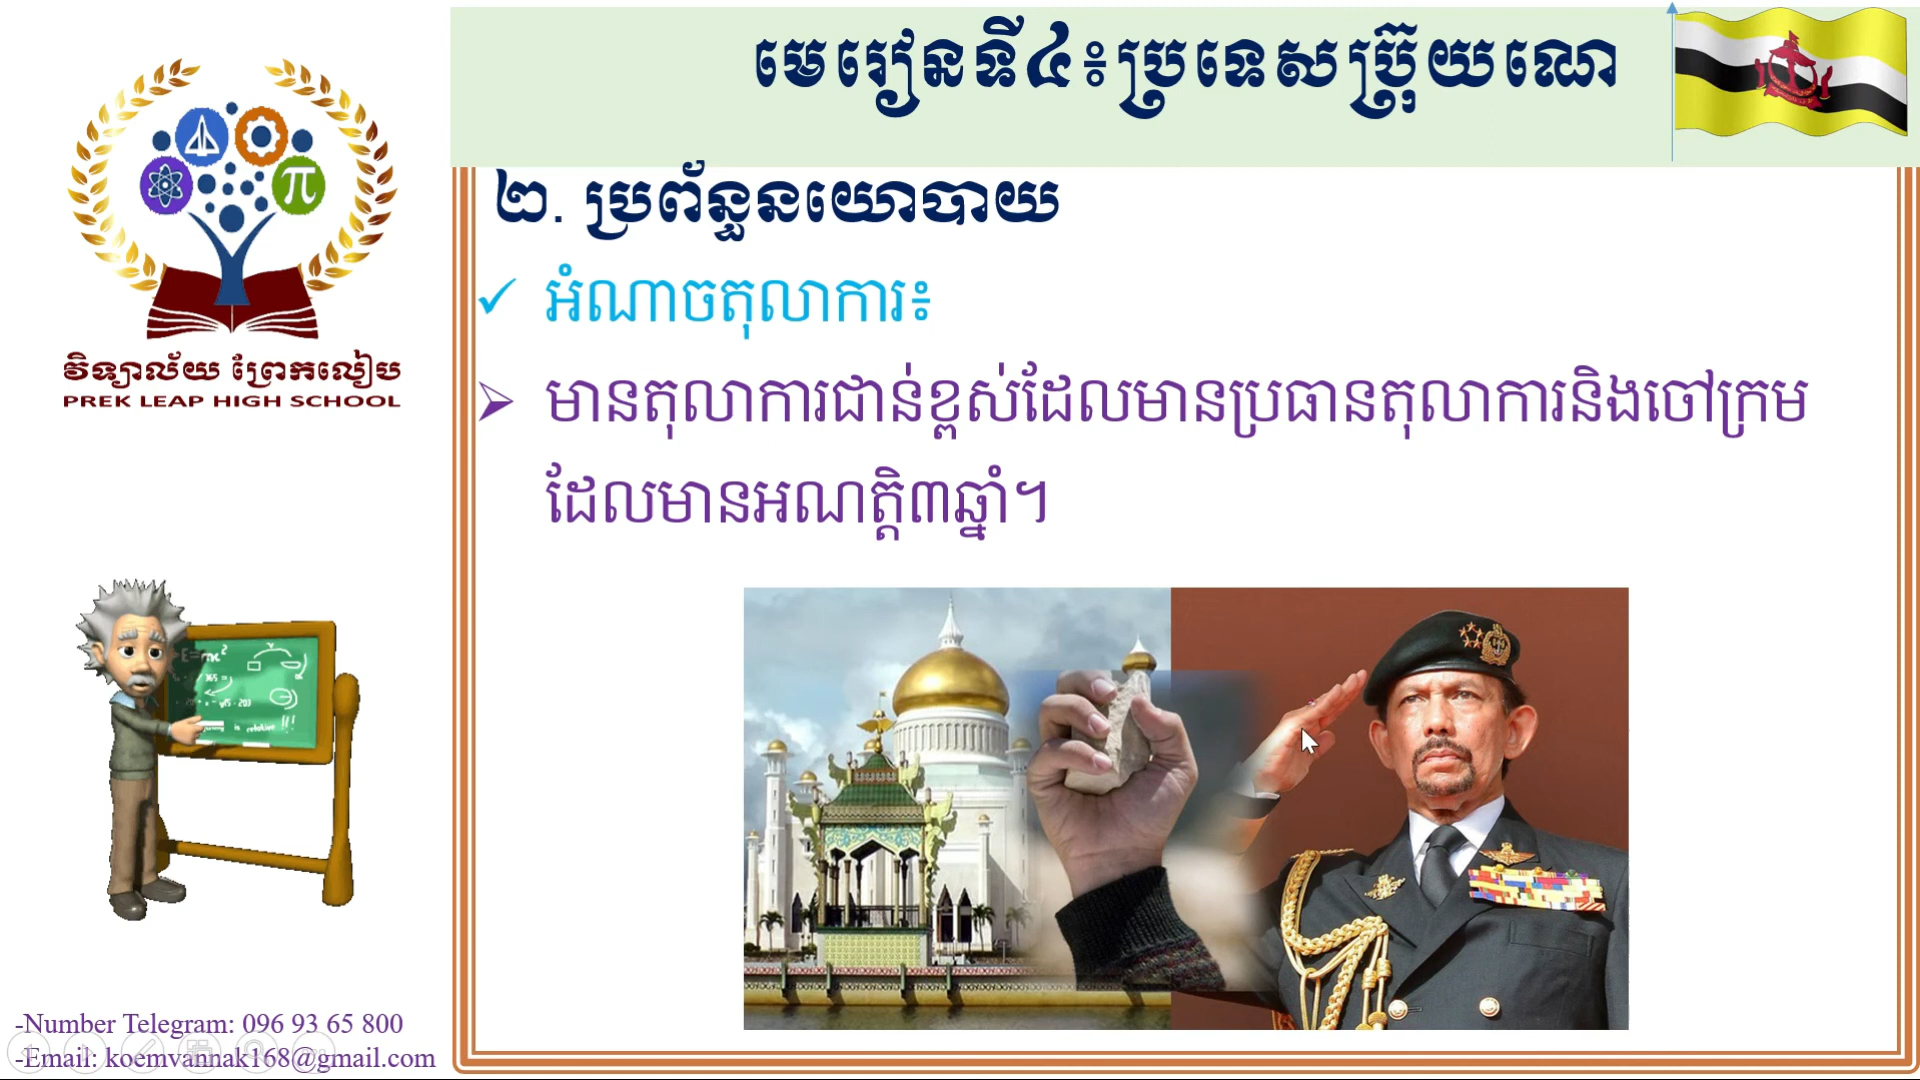 មេរៀនទី៤៖ប្រទេសប្រ៊ុយណេ
២. ប្រព័ន្ធនយោបាយ
✓ អំណាចតុលាការ៖
➢ មានតុលាការជាន់ខ្ពស់ដែលមានប្រធានតុលាការនិងចៅក្រម
ដែលមានអណត្តិ៣ឆ្នាំ។
វិទ្យាល័យ ព្រែកលៀប
PREK LEAP HIGH SCHOOL
-Number Telegram: 096 93 65 800
-Email: koemvannak168@gmail.com